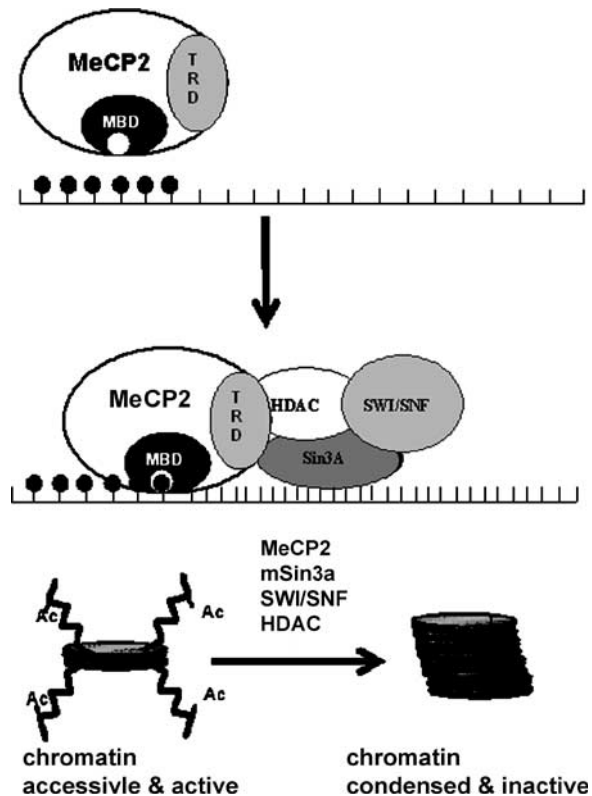 MeCP2
T
R
D
MBD
MeCP2
T
R
D
HDAC
SWI/SNF
MBD
Sin3A
MeCP2
mSin3a
SWI/SNF
HDAC
Ac
Ac
Ac
Ac
chromatin
accessivle & active
chromatin
condensed & inactive